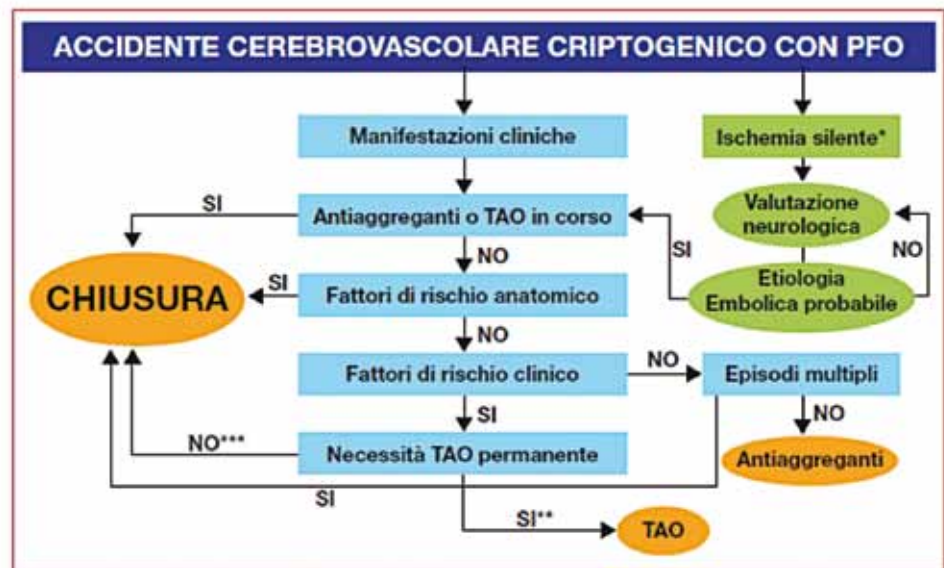 ACCIDENTE CEREBROVASCOLARE CRIPTOGENICO CON PFO
Manifestazioni cliniche
Ischemia silente*
SI
Antiaggreganti o TAO in corso
Valutazione
neurologica
NO
SI
NO
CHIUSURA
SI
Fattori di rischio anatomico
Etiologia
Embolica probabile
NO
Fattori di rischio clinico
NO
Episodi multipli
SI
NO
NO***
Necessità TAO permanente
Antiaggreganti
SI
SI**
TAO